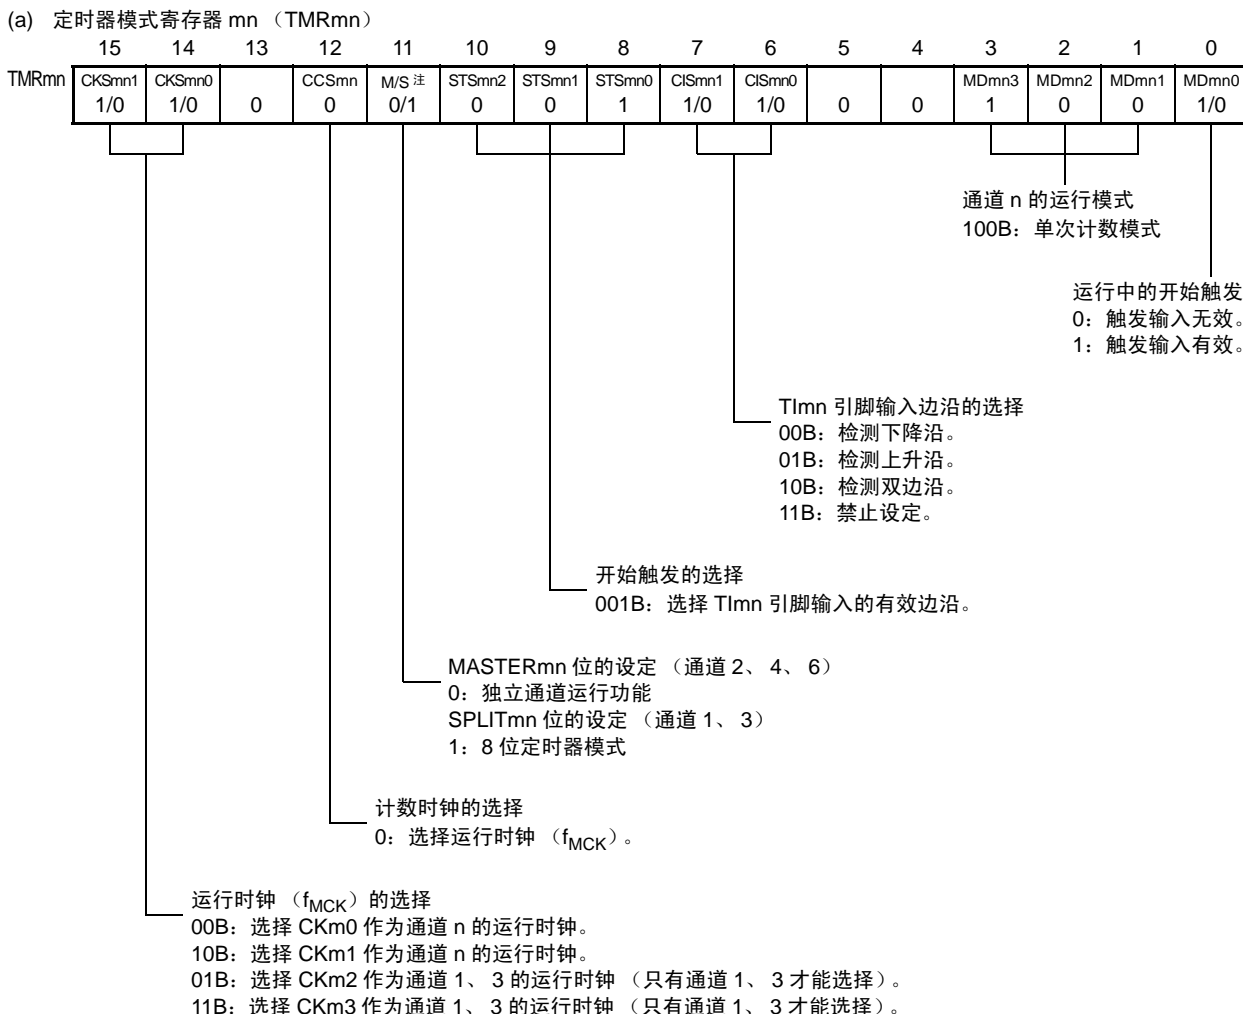 (a) 定时器模式寄存器 mn （TMRmn）
15 14 13 12 11 10 9 8 7 6 5 4 3 2 1 0
TMRmn CKSmn1 CKSmn0 CCSmn M/S 注 STSmn2 STSmn1 STSmn0 CISmn1 CISmn0 MDmn3 MDmn2 MDmn1 MDmn0
1/0 1/0 0 0 0/1 0 0 1 1/0 1/0 0 0 1 0 0 1/0
通道 n 的运行模式
100B：单次计数模式
运行中的开始触发
0：触发输入无效。
1：触发输入有效。
TImn 引脚输入边沿的选择
00B：检测下降沿。
01B：检测上升沿。
10B：检测双边沿。
11B：禁止设定。
开始触发的选择
001B：选择 TImn 引脚输入的有效边沿。
MASTERmn 位的设定 （通道 2、 4、 6）
0：独立通道运行功能
SPLITmn 位的设定 （通道 1、 3）
1：8 位定时器模式
计数时钟的选择
0：选择运行时钟 （fMCK）。
运行时钟 （fMCK）的选择
00B：选择 CKm0 作为通道 n 的运行时钟。
10B：选择 CKm1 作为通道 n 的运行时钟。
01B：选择 CKm2 作为通道 1、 3 的运行时钟 （只有通道 1、 3 才能选择）。
11B：选择 CKm3 作为通道 1、 3 的运行时钟 （只有通道 1、 3 才能选择）。